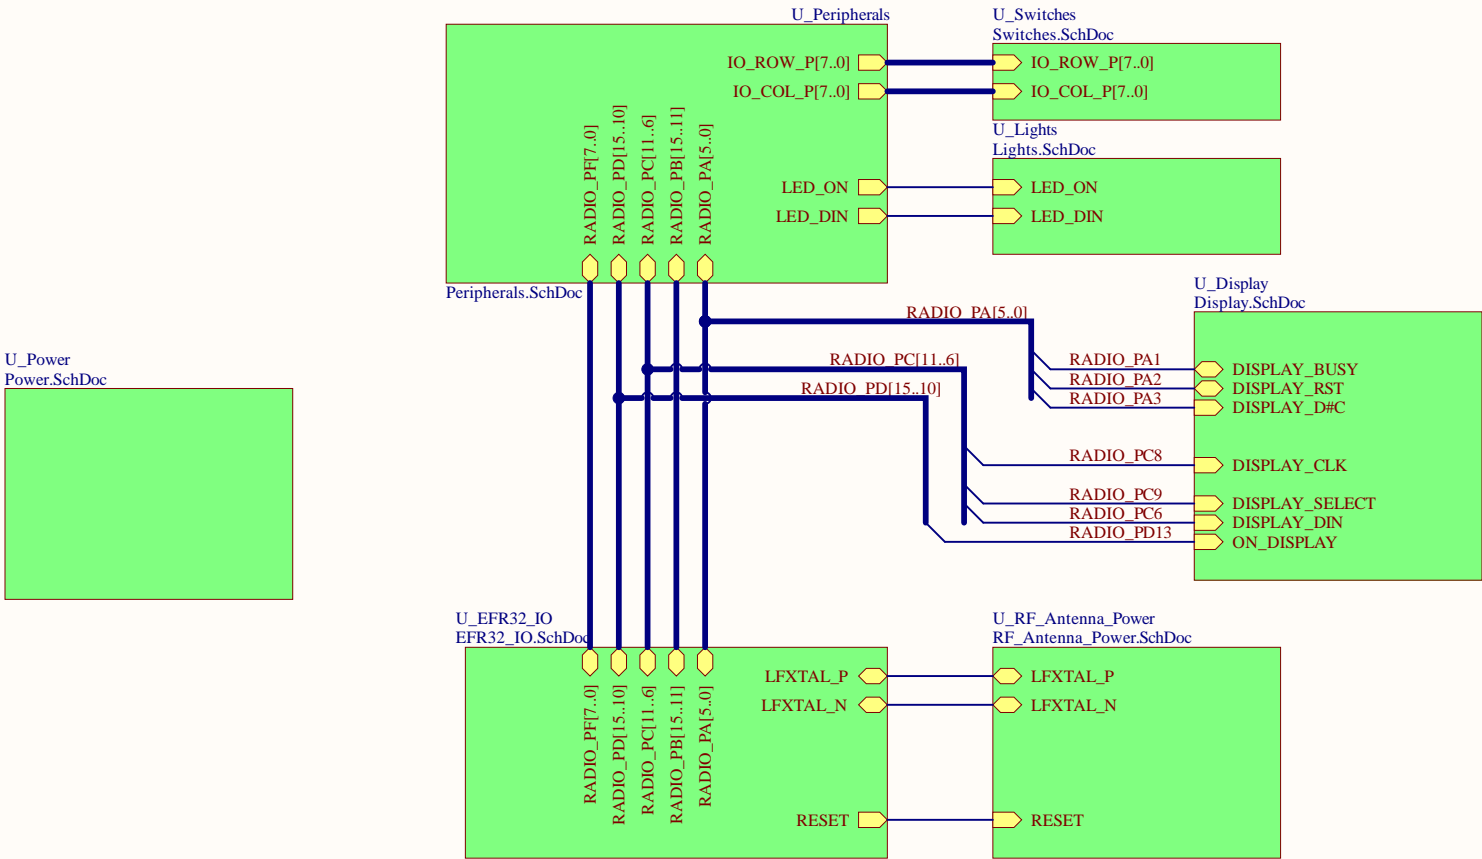 U_Peripherals
IO_ROW_P[7..0]
IO_COL_P[7..0]
LED_ON
LED_DIN
RADIO_PF[7..0]
RADIO_PD[15..10]
RADIO_PC[11..6]
RADIO_PB[15..11]
RADIO_PA[5..0]
Peripherals.SchDoc
U_Switches
Switches.SchDoc
IO_ROW_P[7..0]
IO_COL_P[7..0]
U_Lights
Lights.SchDoc
LED_ON
LED_DIN
U_Display
Display.SchDoc
RADIO_PA[5..0]
RADIO_PC[11..6]
RADIO_PD[15..10]
RADIO_PA1
RADIO_PA2
RADIO_PA3
RADIO_PC8
RADIO_PC9
RADIO_PC6
RADIO_PD13
DISPLAY_BUSY
DISPLAY_RST
DISPLAY_D#C
DISPLAY_CLK
DISPLAY_SELECT
DISPLAY_DIN
ON_DISPLAY
U_Power
Power.SchDoc
U_EFR32_IO
EFR32_IO.SchDoc
RADIO_PF[7..0]
RADIO_PD[15..10]
RADIO_PC[11..6]
RADIO_PB[15..11]
RADIO_PA[5..0]
LFXTAL_P
LFXTAL_N
RESET
U_RF_Antenna_Power
RF_Antenna_Power.SchDoc
LFXTAL_P
LFXTAL_N
RESET